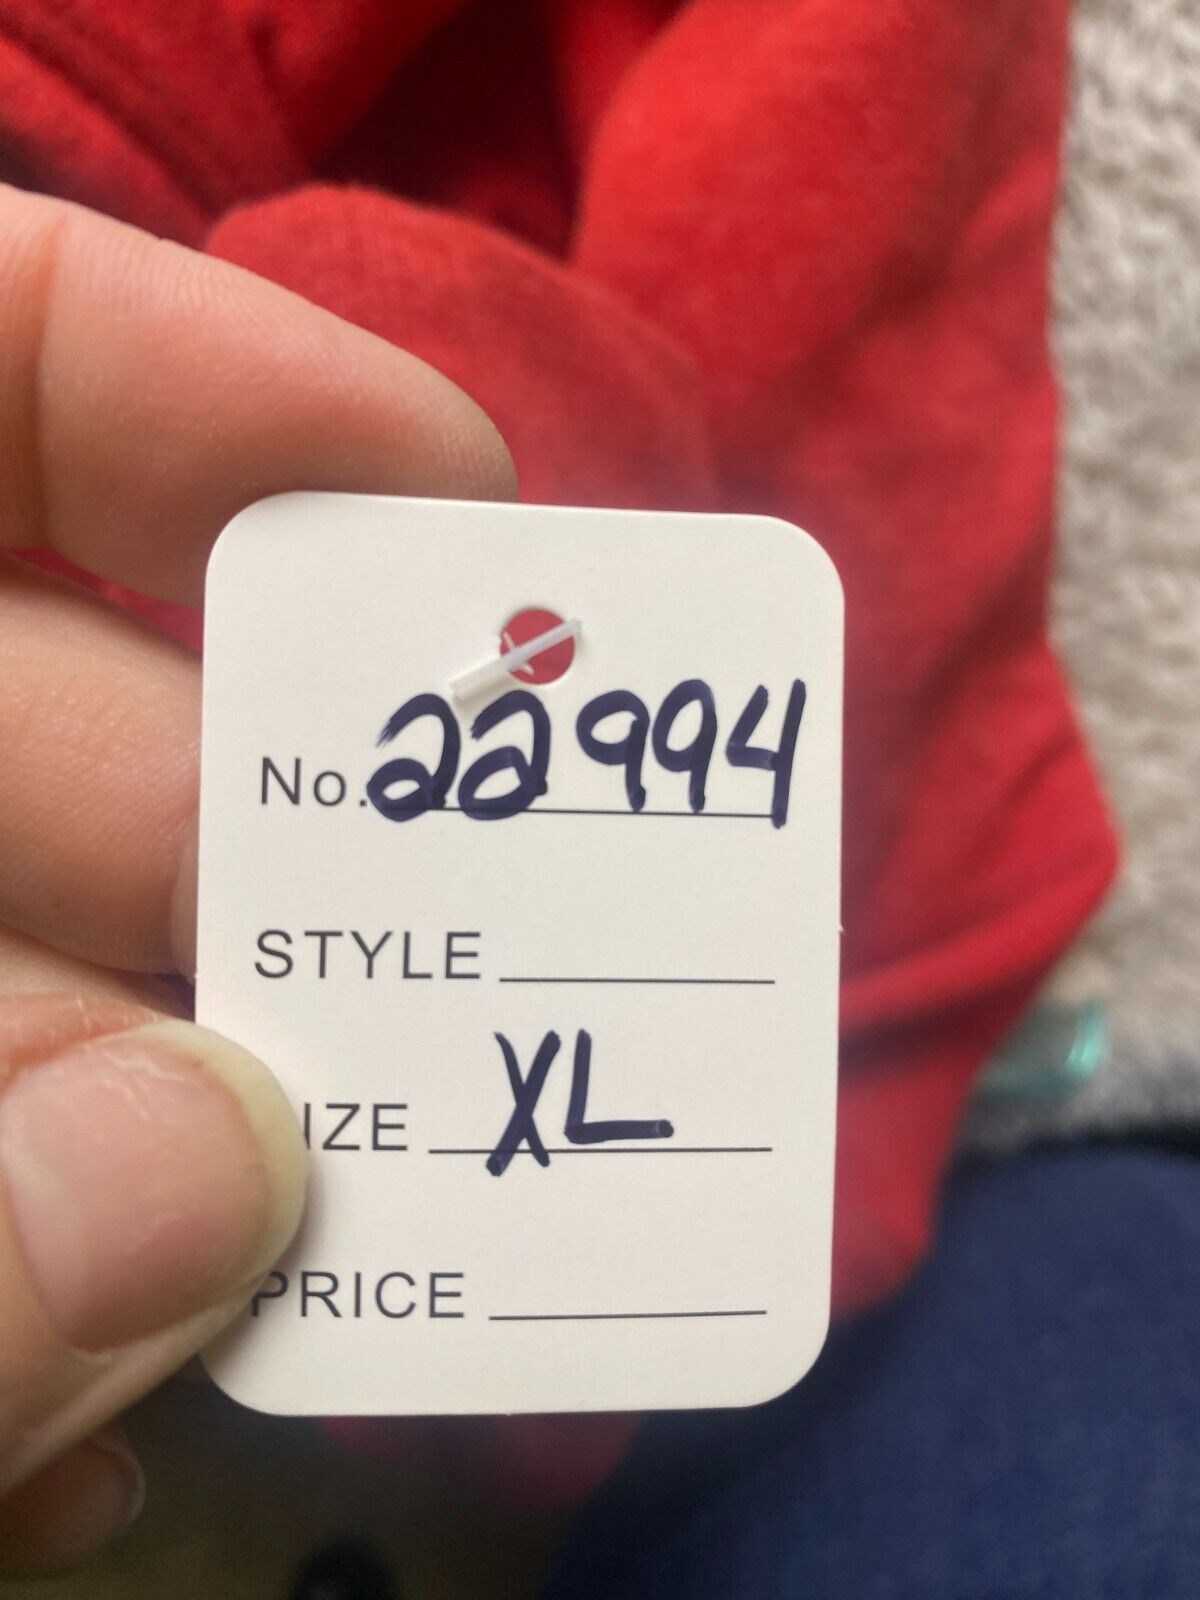 No. 22994
STYLE
IZE XL
PRICE